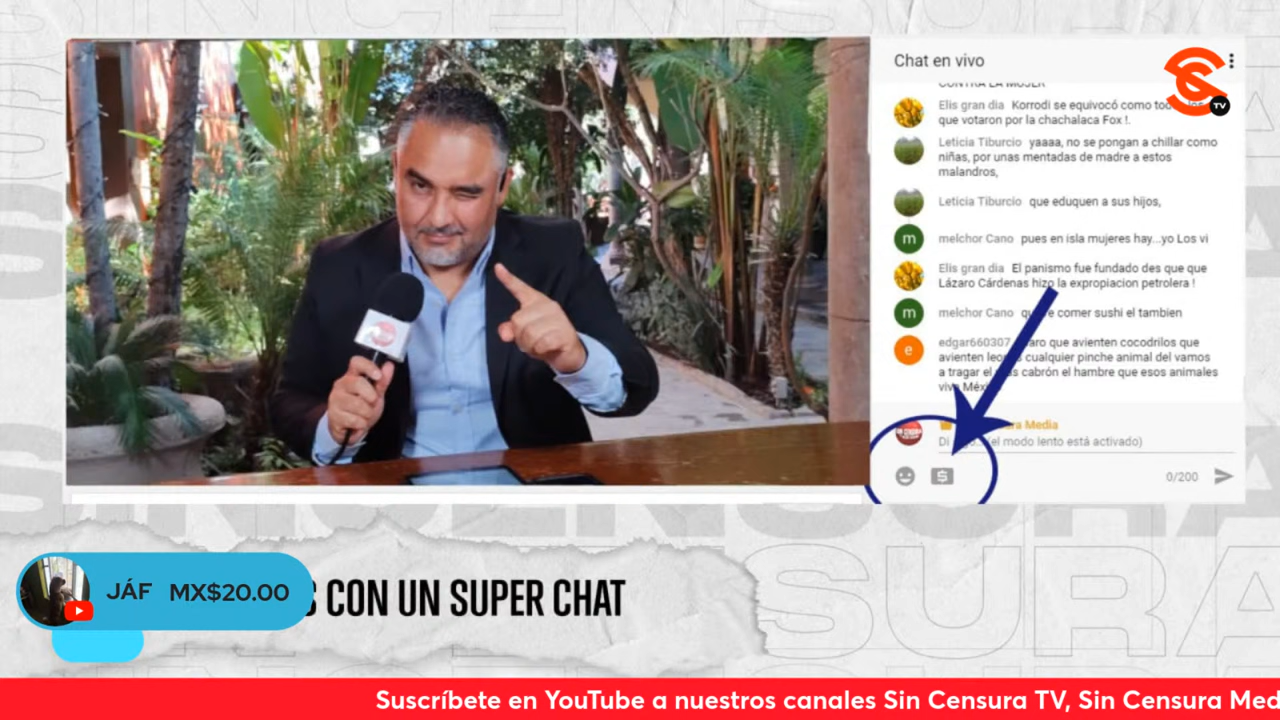 Chat en vivo
TV
CONTRA LA MUJER
Elis gran dia Korrodi se equivocó como
que votaron por la chachalaca Fox !.
Leticia Tiburcio yaaaa, no se pongan a chillar como
niñas, por unas mentadas de madre a estos
malandros,
Leticia Tiburcio que eduquen a sus hijos,
m melchor Cano pues en isla mujeres hay...yo Los vi
Elis gran dia El panismo fue fundado des que que
Lázaro Cárdenas hizo la expropiacion petrolera !
m melchor Cano comer sushi el tambien
e edgar660307 que avienten cocodrilos que
avienten cualquier pinche animal del vamos
a tragar el cabrón el hambre que esos animales
Media
(el modo lento está activado)
0/200
JÁF MX$20.00
CON UN SUPER CHAT
Suscríbete en YouTube a nuestros canales Sin Censura TV, Sin Censura Med